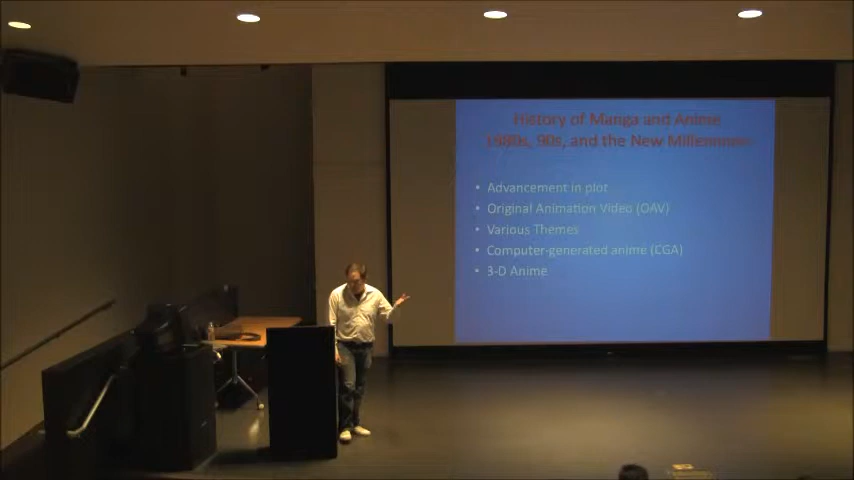 History of Manga and Anime
1980s, 90s, and the New Millennium
• Advancement in plot
• Original Animation Video (OAV)
• Various Themes
• Computer-generated anime (CGA)
• 3-D Anime